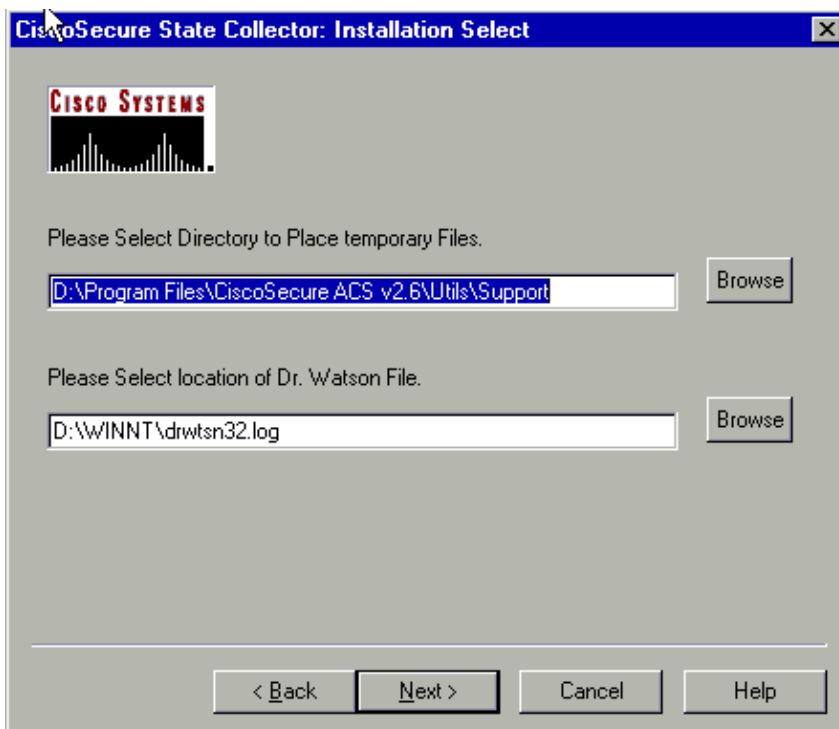 CiscoSecure State Collector: Installation Select
CISCO SYSTEMS
Please Select Directory to Place temporary Files.
D:\Program Files\CiscoSecure ACS v2.6\Utils\Support
Browse
Please Select location of Dr. Watson File.
D:\WINNT\drwtsn32.log
Browse
< Back Next > Cancel Help